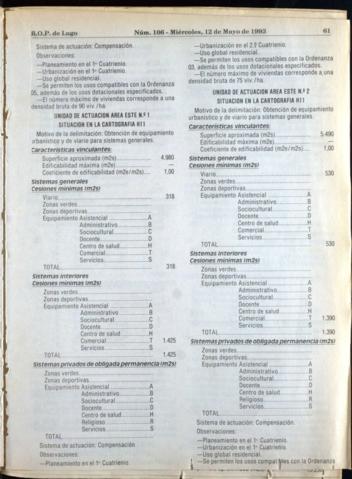 B.O.P. de Lugo Núm. 106 - Miércoles, 12 de Mayo de 1993 61
Sistema de actuación: Compensación.
Observaciones:
—Planeamiento en el 1º Cuatrienio.
—Urbanización en el 1º Cuatrienio.
—Uso global residencial.
—Se permiten los usos compatibles con la Ordenanza
05, además de los usos dotacionales especificados.
—El número máximo de viviendas corresponde a una
densidad bruta de 90 viv./ha.
UNIDAD DE ACTUACION AREA ESTE N.º 1
SITUACION EN LA CARTOGRAFIA H11
Motivo de la delimitación: Obtención de equipamiento
urbanístico y de viario para sistemas generales.
Características vinculantes:
Superficie aproximada (m2s) 4.980
Edificabilidad máxima (m2s) —
Coeficiente de edificabilidad (m2c/m2s) 1,00
Sistemas generales
Cesiones mínimas (m2s)
Viario 318
Zonas verdes
Zonas deportivas
Equipamiento Asistencial A
Administrativo B
Sociocultural C
Docente D
Centro de salud H
Comercial T
Servicios S
TOTAL 318
Sistemas interiores
Cesiones mínimas (m2s)
Zonas verdes
Zonas deportivas
Equipamiento Asistencial A
Administrativo B
Sociocultural C
Docente D
Centro de salud H
Comercial T 1.425
Servicios S
TOTAL 1.425
Sistemas privados de obligada permanencia (m2s)
Zonas verdes
Zonas deportivas
Equipamiento Asistencial A
Administrativo B
Sociocultural C
Docente D
Centro de salud H
Religioso R
Servicios S
TOTAL
Sistema de actuación: Compensación.
Observaciones:
—Planeamiento en el 1º Cuatrienio.
—Urbanización en el 2.º Cuatrienio.
—Uso global residencial.
—Se permiten los usos compatibles con la Ordenanza
03, además de los usos dotacionales especificados.
—El número máximo de viviendas corresponde a una
densidad bruta de 75 viv./ha.
UNIDAD DE ACTUACION AREA ESTE N.º 2
SITUACION EN LA CARTOGRAFIA H11
Motivo de la delimitación: Obtención de equipamiento
urbanístico y de viario para sistemas generales.
Características vinculantes:
Superficie aproximada (m2s) 5.490
Edificabilidad máxima (m2s) —
Coeficiente de edificabilidad (m2c/m2s) 1,00
Sistemas generales
Cesiones mínimas (m2s)
Viario 530
Zonas verdes
Zonas deportivas
Equipamiento Asistencial A
Administrativo B
Sociocultural C
Docente D
Centro de salud H
Comercial T
Servicios S
TOTAL 530
Sistemas interiores
Cesiones mínimas (m2s)
Zonas verdes
Zonas deportivas
Equipamiento Asistencial A
Administrativo B
Sociocultural C
Docente D
Centro de salud H
Comercial T 1.390
Servicios S
TOTAL 1.390
Sistemas privados de obligada permanencia (m2s)
Zonas verdes
Zonas deportivas
Equipamiento Asistencial A
Administrativo B
Sociocultural C
Docente D
Centro de salud H
Religioso R
Servicios S
TOTAL
Sistema de actuación: Compensación.
Observaciones:
—Planeamiento en el 1º Cuatrienio.
—Urbanización en el 1º Cuatrienio.
—Uso global residencial.
—Se permiten los usos compatibles con la Ordenanza